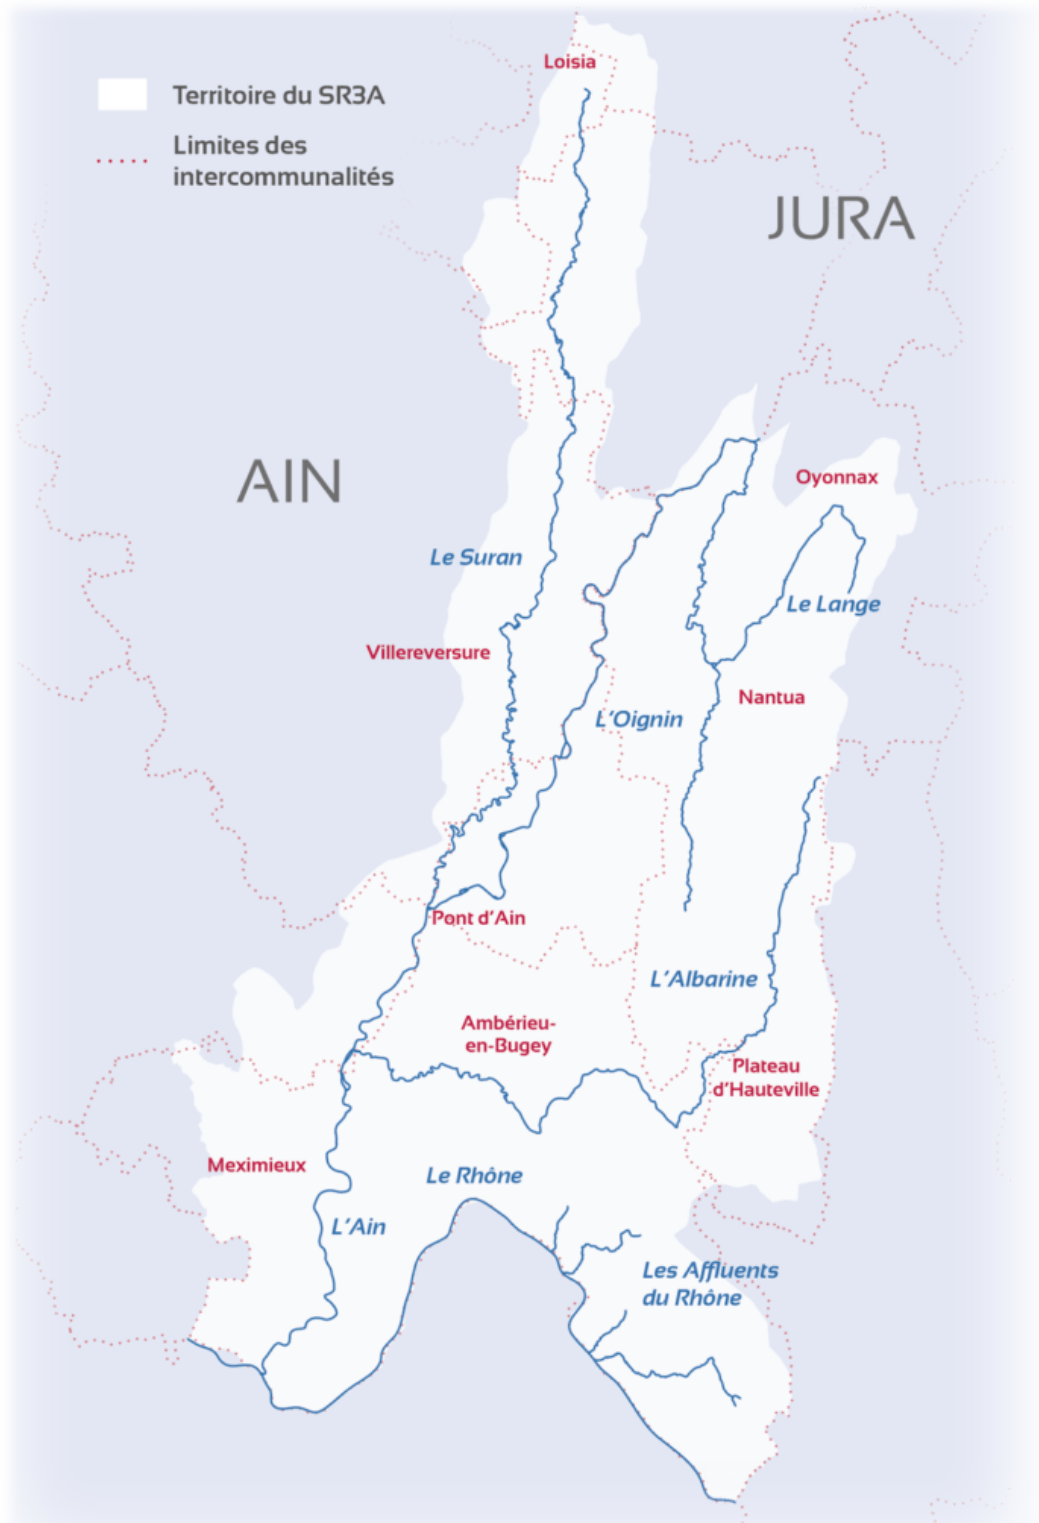 Loisia
Territoire du SR3A
Limites des
intercommunalités
JURA
AIN
Oyonnax
Le Suran
Le Lange
Villereversure
Nantua
L'Oignin
Pont d'Ain
L'Albarine
Ambérieu-
en-Bugey
Plateau
d'Hauteville
Meximieux
Le Rhône
L'Ain
Les Affluents
du Rhône